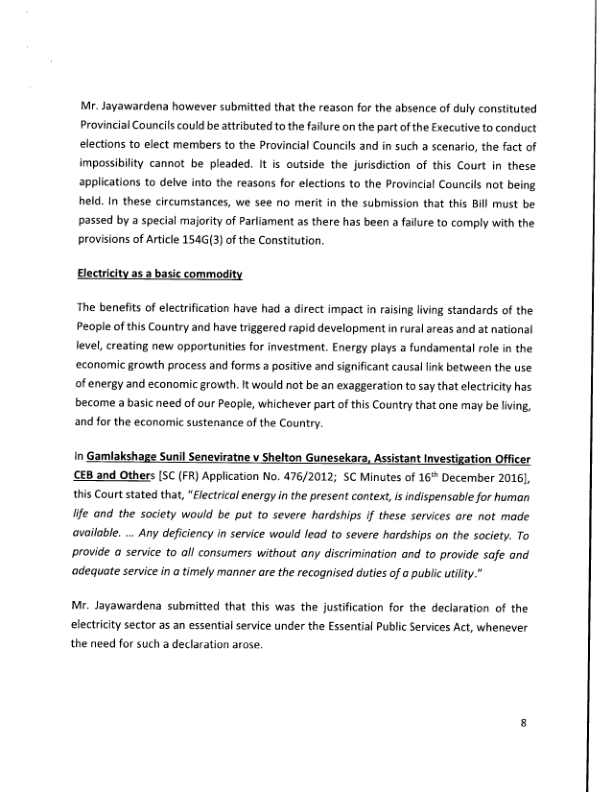 Mr. Jayawardena however submitted that the reason for the absence of duly constituted
Provincial Councils could be attributed to the failure on the part of the Executive to conduct
elections to elect members to the Provincial Councils and in such a scenario, the fact of
impossibility cannot be pleaded. It is outside the jurisdiction of this Court in these
applications to delve into the reasons for elections to the Provincial Councils not being
held. In these circumstances, we see no merit in the submission that this Bill must be
passed by a special majority of Parliament as there has been a failure to comply with the
provisions of Article 154G(3) of the Constitution.
Electricity as a basic commodity
The benefits of electrification have had a direct impact in raising living standards of the
People of this Country and have triggered rapid development in rural areas and at national
level, creating new opportunities for investment. Energy plays a fundamental role in the
economic growth process and forms a positive and significant causal link between the use
of energy and economic growth. It would not be an exaggeration to say that electricity has
become a basic need of our People, whichever part of this Country that one may be living,
and for the economic sustenance of the Country.
In Gamlakshage Sunil Seneviratne v Shelton Gunesekara, Assistant Investigation Officer
CEB and Others [SC (FR) Application No. 476/2012; SC Minutes of 16th December 2016],
this Court stated that, "Electrical energy in the present context, is indispensable for human
life and the society would be put to severe hardships if these services are not made
available. ... Any deficiency in service would lead to severe hardships on the society. To
provide a service to all consumers without any discrimination and to provide safe and
adequate service in a timely manner are the recognised duties of a public utility."
Mr. Jayawardena submitted that this was the justification for the declaration of the
electricity sector as an essential service under the Essential Public Services Act, whenever
the need for such a declaration arose.
8